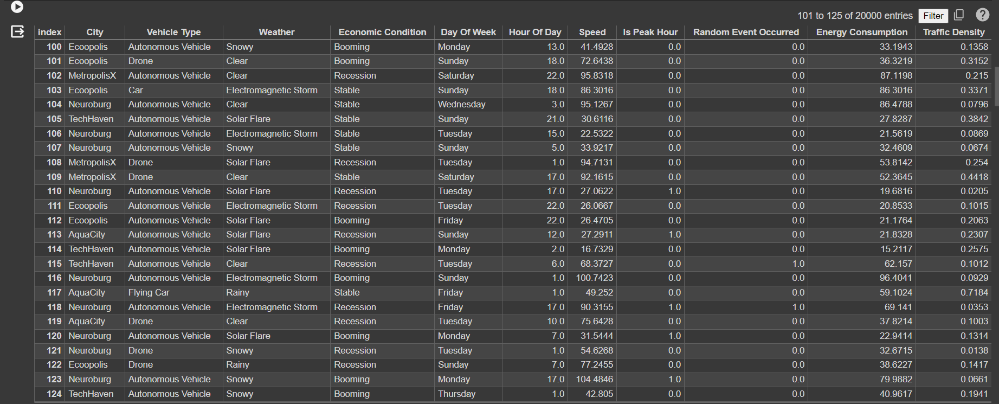 101 to 125 of 20000 entries Filter ?
index City Vehicle Type Weather Economic Condition Day Of Week Hour Of Day Speed Is Peak Hour Random Event Occurred Energy Consumption Traffic Density
100 Ecoopolis Autonomous Vehicle Snowy Booming Monday 13.0 41.4928 0.0 0.0 33.1943 0.1358
101 Ecoopolis Drone Clear Booming Sunday 18.0 72.6438 0.0 0.0 36.3219 0.3152
102 MetropolisX Autonomous Vehicle Clear Recession Saturday 22.0 95.8318 0.0 0.0 87.1198 0.215
103 Ecoopolis Car Electromagnetic Storm Stable Sunday 18.0 86.3016 0.0 0.0 86.3016 0.3371
104 Neuroburg Autonomous Vehicle Clear Stable Wednesday 3.0 95.1267 0.0 0.0 86.4788 0.0796
105 TechHaven Autonomous Vehicle Solar Flare Stable Sunday 21.0 30.6116 0.0 0.0 27.8287 0.3842
106 Neuroburg Autonomous Vehicle Electromagnetic Storm Stable Tuesday 15.0 22.5322 0.0 0.0 21.5619 0.0869
107 Neuroburg Autonomous Vehicle Snowy Stable Sunday 5.0 33.9217 0.0 0.0 32.4609 0.0674
108 MetropolisX Drone Solar Flare Recession Tuesday 1.0 94.7131 0.0 0.0 53.8142 0.254
109 MetropolisX Drone Clear Stable Saturday 17.0 92.1615 0.0 0.0 52.3645 0.4418
110 Neuroburg Autonomous Vehicle Solar Flare Recession Tuesday 17.0 27.0622 1.0 0.0 19.6816 0.0205
111 Ecoopolis Autonomous Vehicle Electromagnetic Storm Recession Tuesday 22.0 26.0667 0.0 0.0 20.8533 0.1015
112 Ecoopolis Autonomous Vehicle Solar Flare Booming Friday 22.0 26.4705 0.0 0.0 21.1764 0.2063
113 AquaCity Autonomous Vehicle Solar Flare Recession Sunday 12.0 27.2911 1.0 0.0 21.8328 0.2307
114 TechHaven Autonomous Vehicle Solar Flare Booming Monday 2.0 16.7329 0.0 0.0 15.2117 0.2575
115 TechHaven Autonomous Vehicle Clear Recession Tuesday 6.0 68.3727 0.0 1.0 62.157 0.1012
116 Neuroburg Autonomous Vehicle Electromagnetic Storm Booming Sunday 1.0 100.7423 0.0 0.0 96.4041 0.0929
117 AquaCity Flying Car Rainy Stable Friday 1.0 49.252 0.0 0.0 59.1024 0.7184
118 Neuroburg Autonomous Vehicle Electromagnetic Storm Recession Friday 17.0 90.3155 1.0 1.0 69.141 0.0353
119 AquaCity Drone Clear Recession Tuesday 10.0 75.6428 0.0 0.0 37.8214 0.1003
120 Neuroburg Autonomous Vehicle Solar Flare Booming Monday 7.0 31.5444 1.0 0.0 22.9414 0.1314
121 Neuroburg Drone Snowy Recession Tuesday 1.0 54.6268 0.0 0.0 32.6715 0.0138
122 Ecoopolis Drone Rainy Recession Sunday 7.0 77.2455 0.0 0.0 38.6227 0.1417
123 Neuroburg Autonomous Vehicle Snowy Booming Monday 17.0 104.4846 1.0 0.0 79.9882 0.0661
124 TechHaven Autonomous Vehicle Snowy Booming Thursday 1.0 42.805 0.0 0.0 40.9617 0.1941